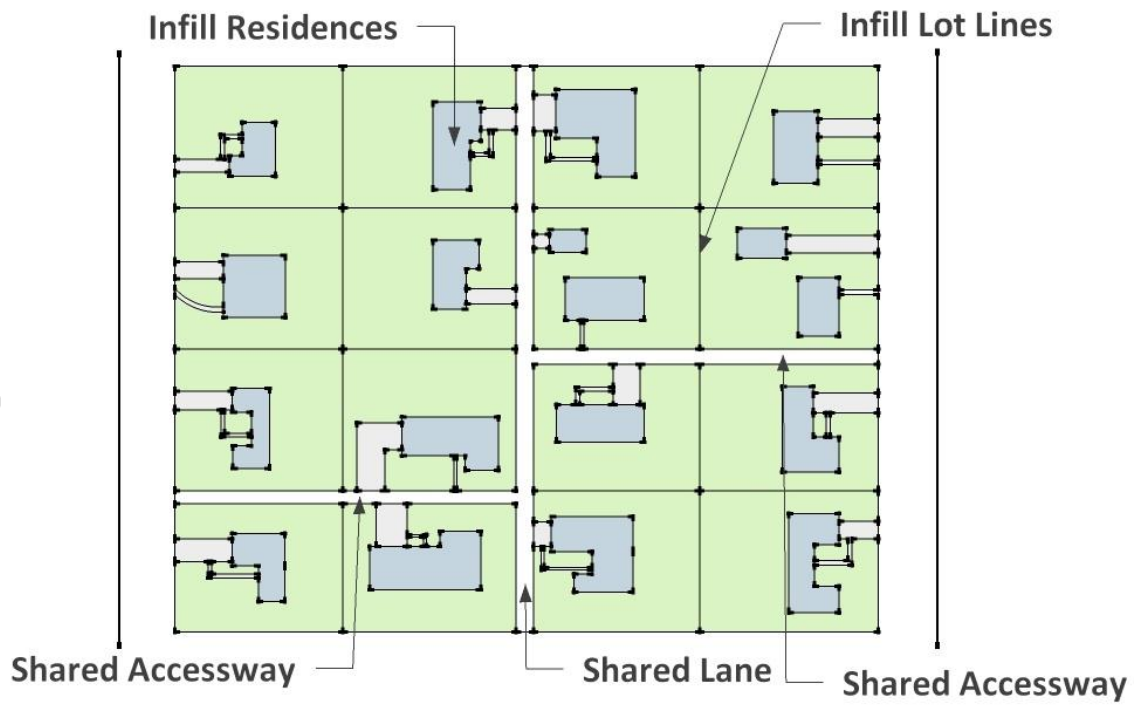 Infill Residences
Infill Lot Lines
Shared Accessway
Shared Lane
Shared Accessway